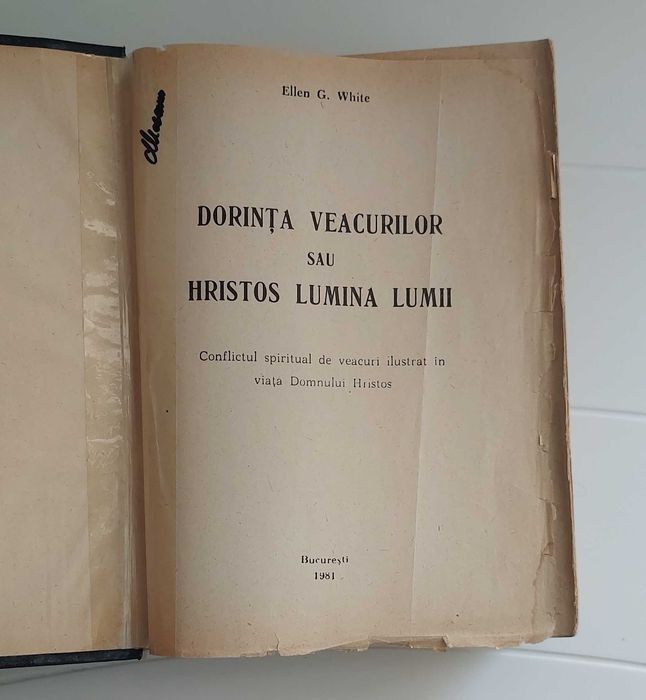 Ellen G. White
DORINȚA VEACURILOR
SAU
HRISTOS LUMINA LUMII
Conflictul spiritual de veacuri ilustrat în
viața Domnului Hristos
București
1981